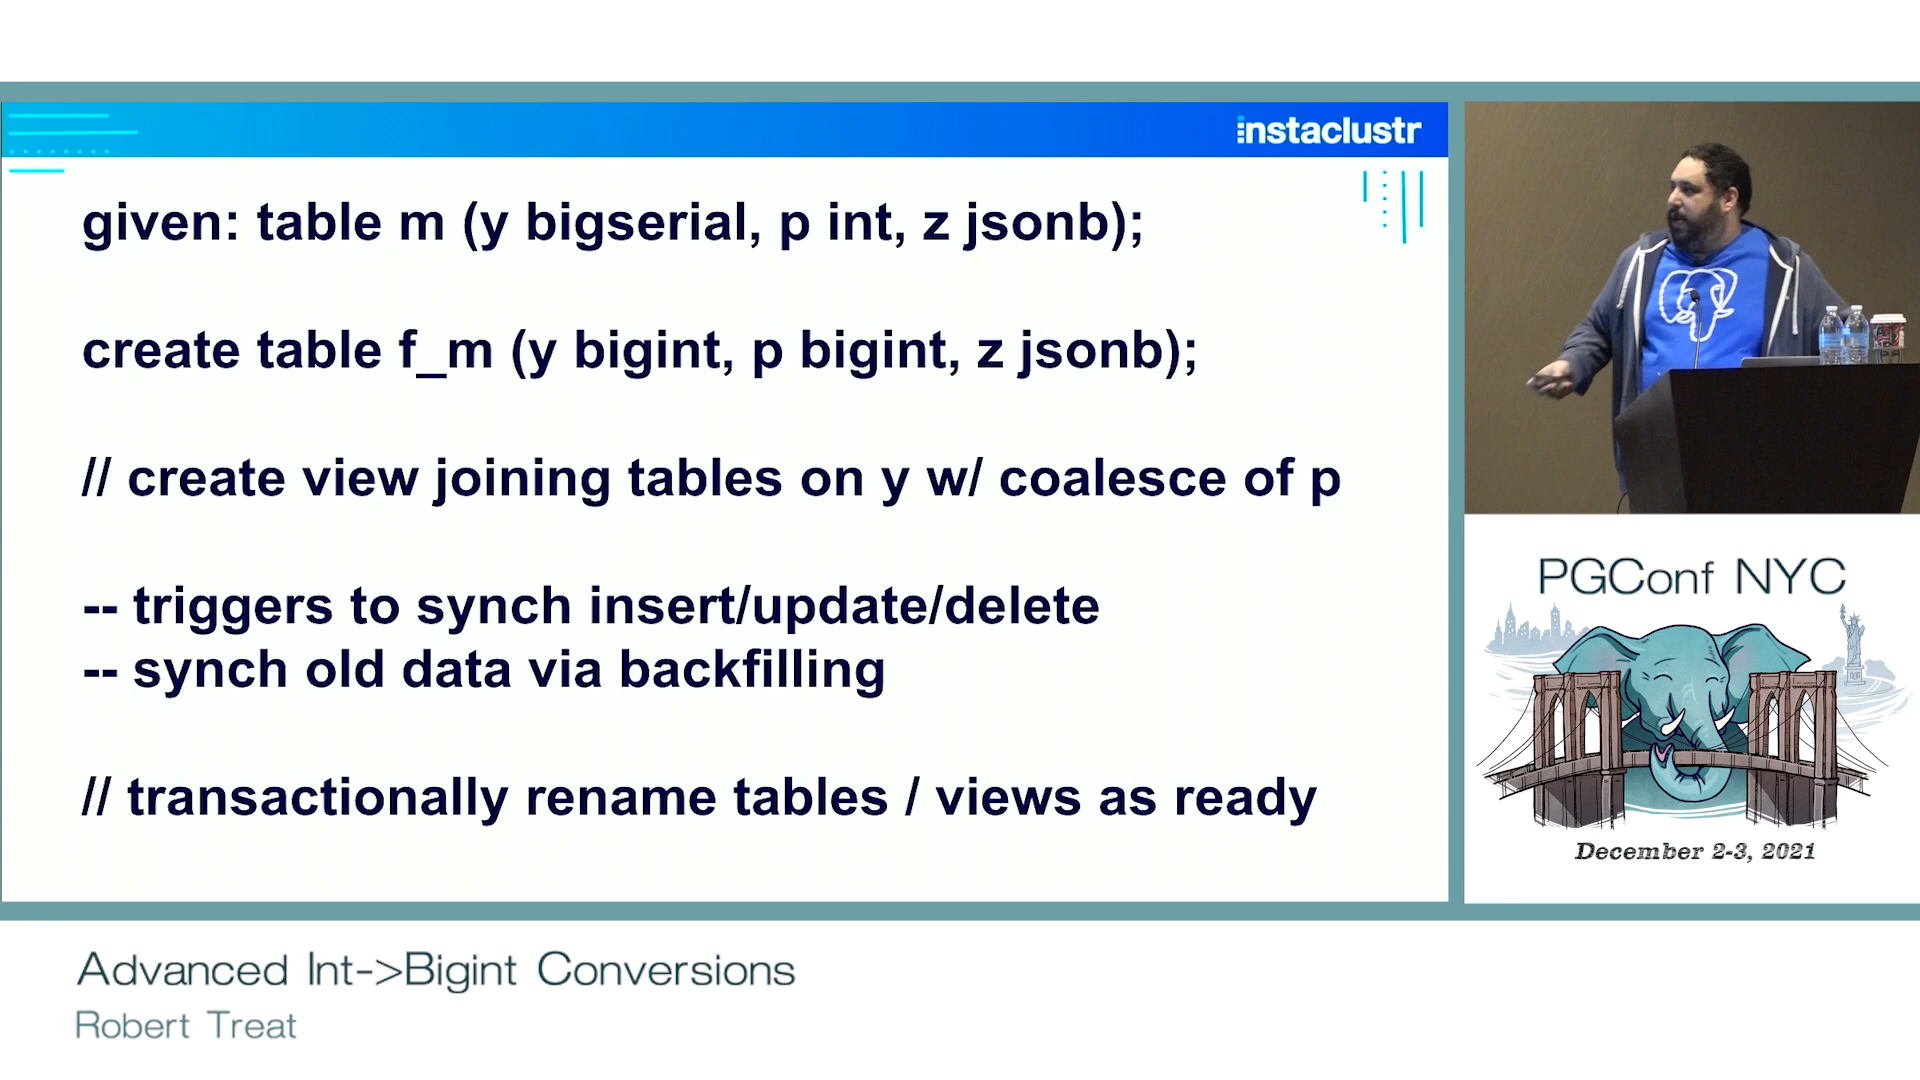 instaclustr
given: table m (y bigserial, p int, z jsonb);
create table f_m (y bigint, p bigint, z jsonb);
// create view joining tables on y w/ coalesce of p
-- triggers to synch insert/update/delete
-- synch old data via backfilling
// transactionally rename tables / views as ready
PGConf NYC
December 2-3, 2021
Advanced Int->Bigint Conversions
Robert Treat